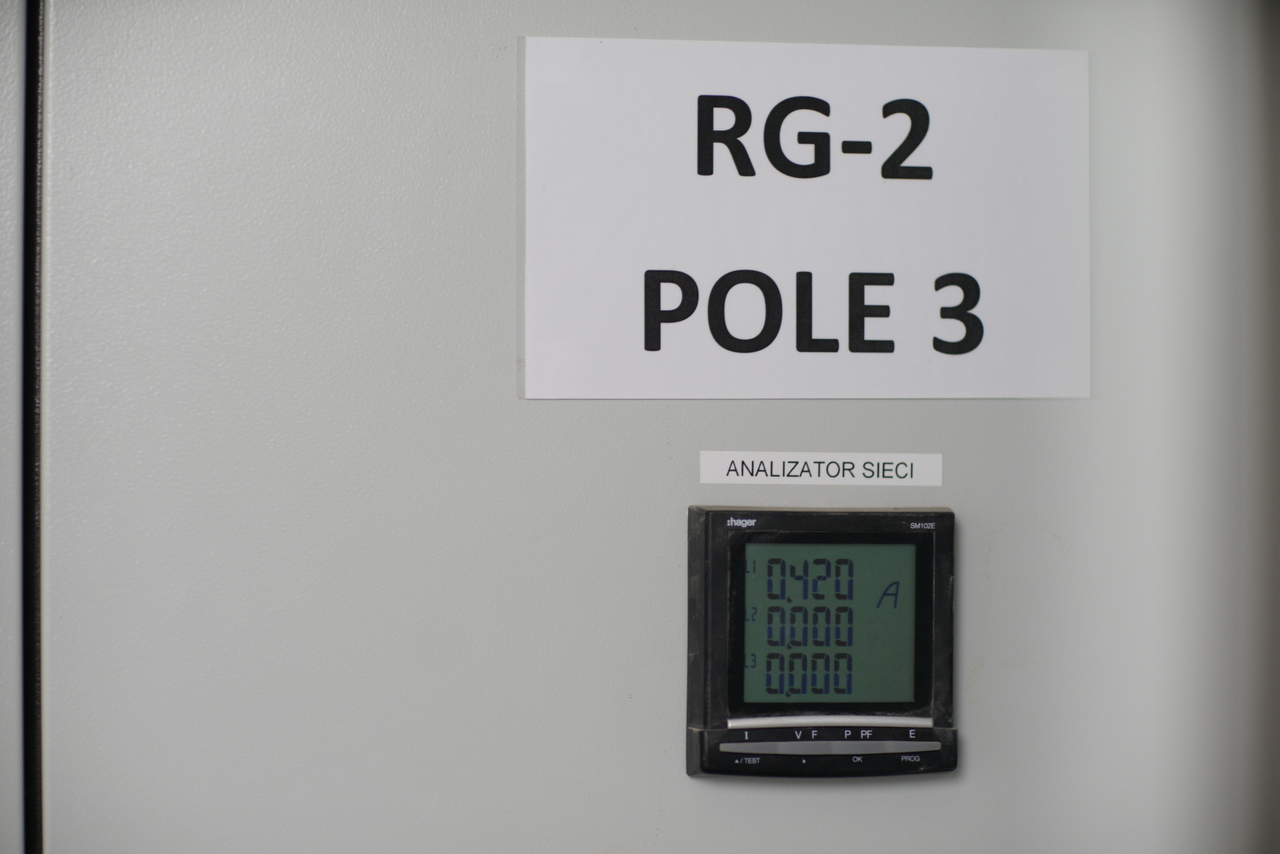 RG-2
POLE 3
ANALIZATOR SIECI
:hager SM102E
L1 0.420 A
L2 0.000
L3 0.000
I V F P PF E
▲/TEST ▼ OK PROG